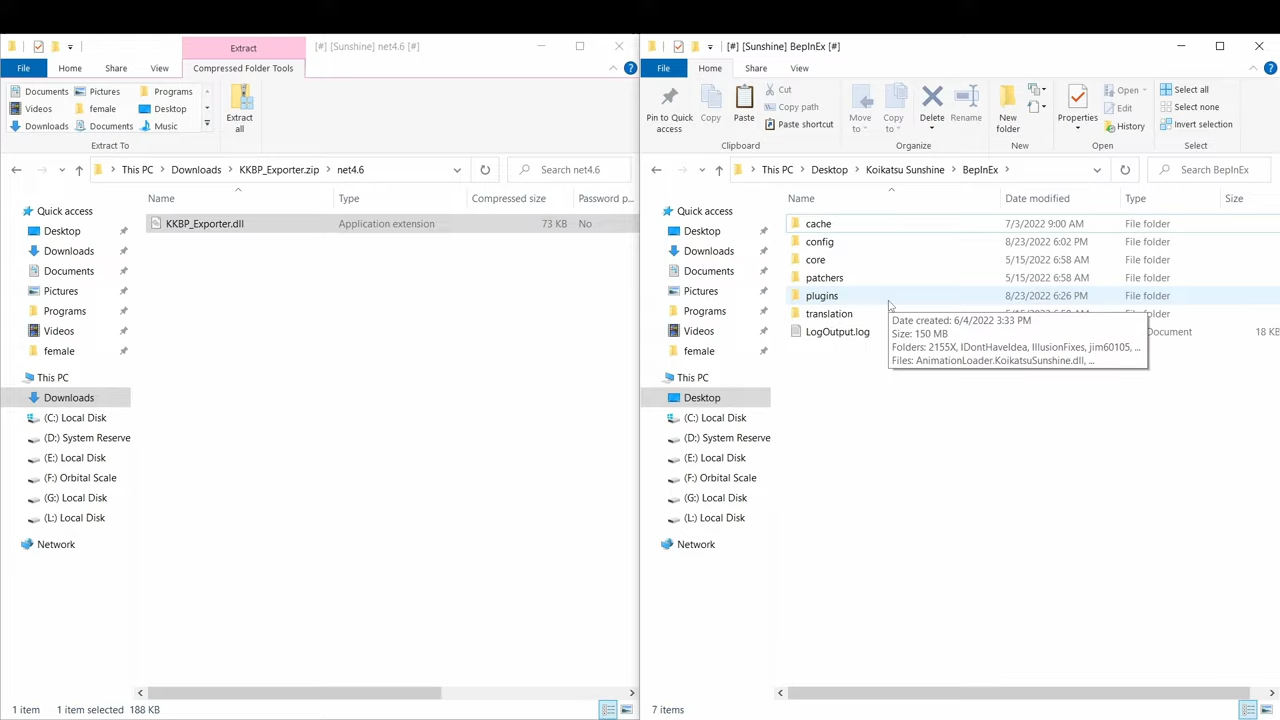 Extract
[#] [Sunshine] net4.6 [#]
File
Home
Share
View
Compressed Folder Tools
Documents
Pictures
Programs
Videos
female
Desktop
Downloads
Documents
Music
Extract
all
Extract To
This PC
Downloads
KKBP_Exporter.zip
net4.6
Search net4.6
Name
Type
Compressed size
Password p...
KKBP_Exporter.dll
Application extension
73 KB
No
Quick access
Desktop
Downloads
Documents
Pictures
Programs
Videos
female
This PC
Downloads
(C:) Local Disk
(D:) System Reserve
(E:) Local Disk
(F:) Orbital Scale
(G:) Local Disk
(L:) Local Disk
Network
1 item
1 item selected 188 KB
[#] [Sunshine] BepInEx [#]
File
Home
Share
View
Pin to Quick
access
Copy
Paste
Cut
Copy path
Paste shortcut
Clipboard
Move
to
Copy
to
Delete
Rename
Organize
New
folder
New
Properties
Open
Edit
History
Open
Select all
Select none
Invert selection
Select
This PC
Desktop
Koikatsu Sunshine
BepInEx
Search BepInEx
Name
Date modified
Type
Size
cache
7/3/2022 9:00 AM
File folder
config
8/23/2022 6:02 PM
File folder
core
5/15/2022 6:58 AM
File folder
patchers
5/15/2022 6:58 AM
File folder
plugins
8/23/2022 6:26 PM
File folder
translation
File folder
LogOutput.log
Document
18 KB
Date created: 6/4/2022 3:33 PM
Size: 150 MB
Folders: 2155X, IDontHaveIdea, IllusionFixes, jim60105, ...
Files: AnimationLoader.KoikatsuSunshine.dll, ...
Quick access
Desktop
Downloads
Documents
Pictures
Programs
Videos
female
This PC
Desktop
(C:) Local Disk
(D:) System Reserve
(E:) Local Disk
(F:) Orbital Scale
(G:) Local Disk
(L:) Local Disk
Network
7 items